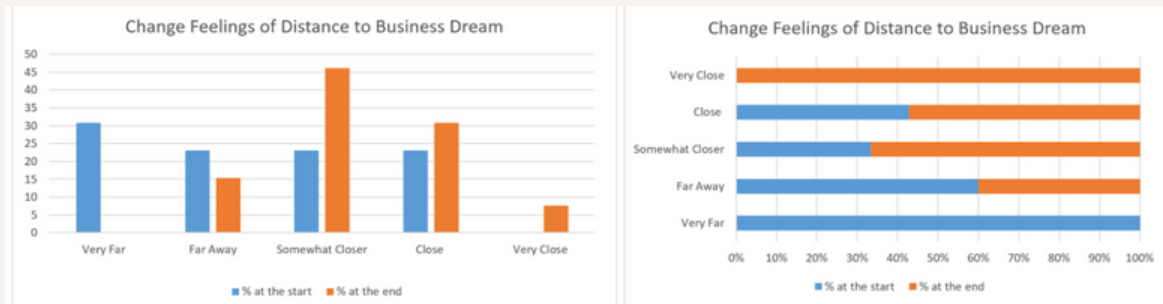 Change Feelings of Distance to Business Dream
50
45
40
35
30
25
20
15
10
5
0
Very Far Far Away Somewhat Closer Close Very Close
% at the start % at the end
Change Feelings of Distance to Business Dream
Very Close
Close
Somewhat Closer
Far Away
Very Far
0% 10% 20% 30% 40% 50% 60% 70% 80% 90% 100%
% at the start % at the end